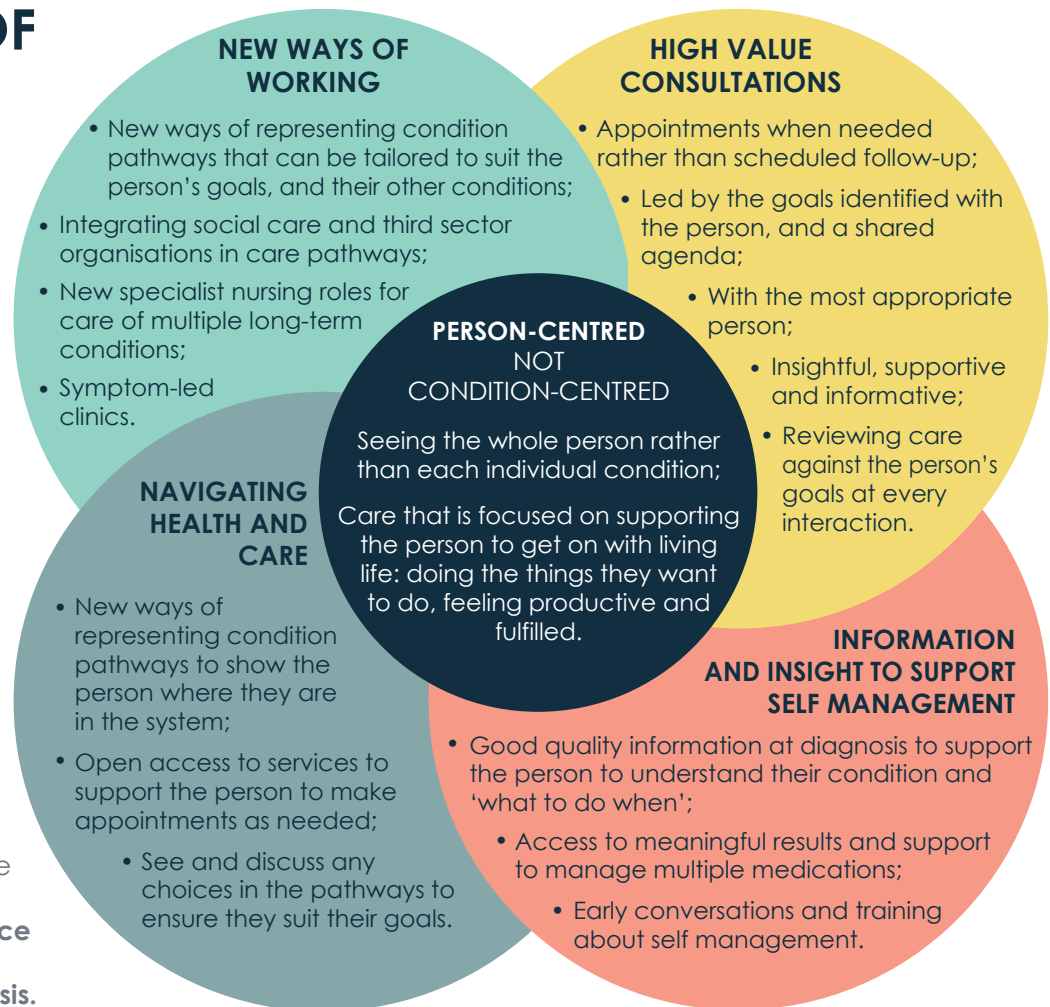 OF
NEW WAYS OF
WORKING
• New ways of representing condition
pathways that can be tailored to suit the
person’s goals, and their other conditions;
• Integrating social care and third sector
organisations in care pathways;
• New specialist nursing roles for
care of multiple long-term
conditions;
• Symptom-led
clinics.
HIGH VALUE
CONSULTATIONS
• Appointments when needed
rather than scheduled follow-up;
• Led by the goals identified with
the person, and a shared
agenda;
• With the most appropriate
person;
• Insightful, supportive
and informative;
• Reviewing care
against the person’s
goals at every
interaction.
PERSON-CENTRED
NOT
CONDITION-CENTRED
Seeing the whole person rather
than each individual condition;
Care that is focused on supporting
the person to get on with living
life: doing the things they want
to do, feeling productive and
fulfilled.
NAVIGATING
HEALTH AND
CARE
• New ways of
representing condition
pathways to show the
person where they are
in the system;
• Open access to services to
support the person to make
appointments as needed;
• See and discuss any
choices in the pathways to
ensure they suit their goals.
INFORMATION
AND INSIGHT TO SUPPORT
SELF MANAGEMENT
• Good quality information at diagnosis to support
the person to understand their condition and
‘what to do when’;
• Access to meaningful results and support
to manage multiple medications;
• Early conversations and training
about self management.
e
ce
sis.